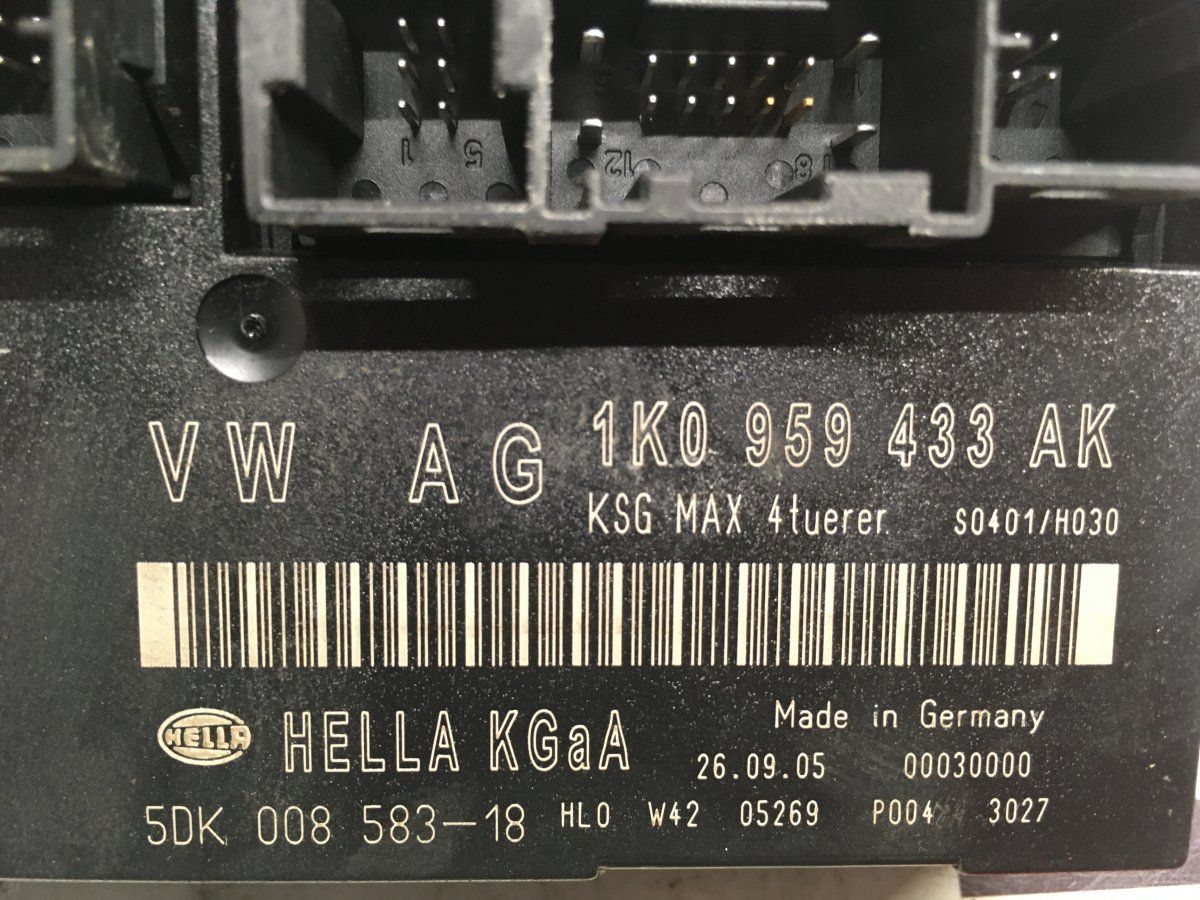 1 5 12 18
VW AG 1K0 959 433 AK
KSG MAX 4tuerer S0401/H030
HELLA HELLA KGaA Made in Germany
26.09.05 00030000
5DK 008 583-18 HL0 W42 05269 P004 3027